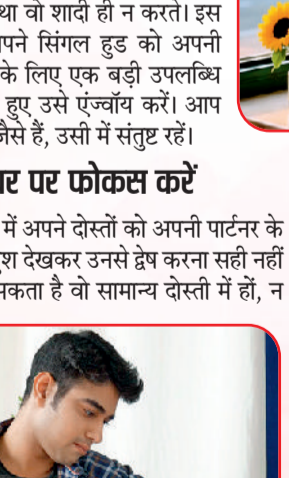 था वो शादी ही न करते। इस
पने सिंगल हुड को अपनी
के लिए एक बड़ी उपलब्धि
हुए उसे एंज्वॉय करें। आप
जैसे हैं, उसी में संतुष्ट रहें।
पर फोकस करें
में अपने दोस्तों को अपनी पार्टनर के
देखकर उनसे द्वेष करना सही नहीं
सकता है वो सामान्य दोस्ती में हों, न